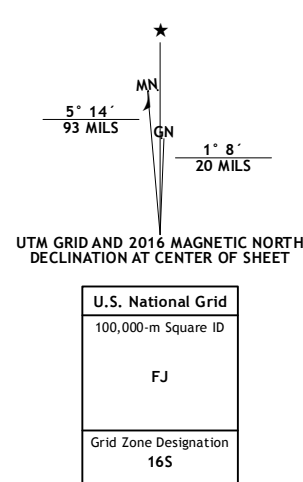 MN
5° 14´
93 MILS
GN
1° 8´
20 MILS
UTM GRID AND 2016 MAGNETIC NORTH
DECLINATION AT CENTER OF SHEET
U.S. National Grid
100,000-m Square ID
FJ
Grid Zone Designation
16S